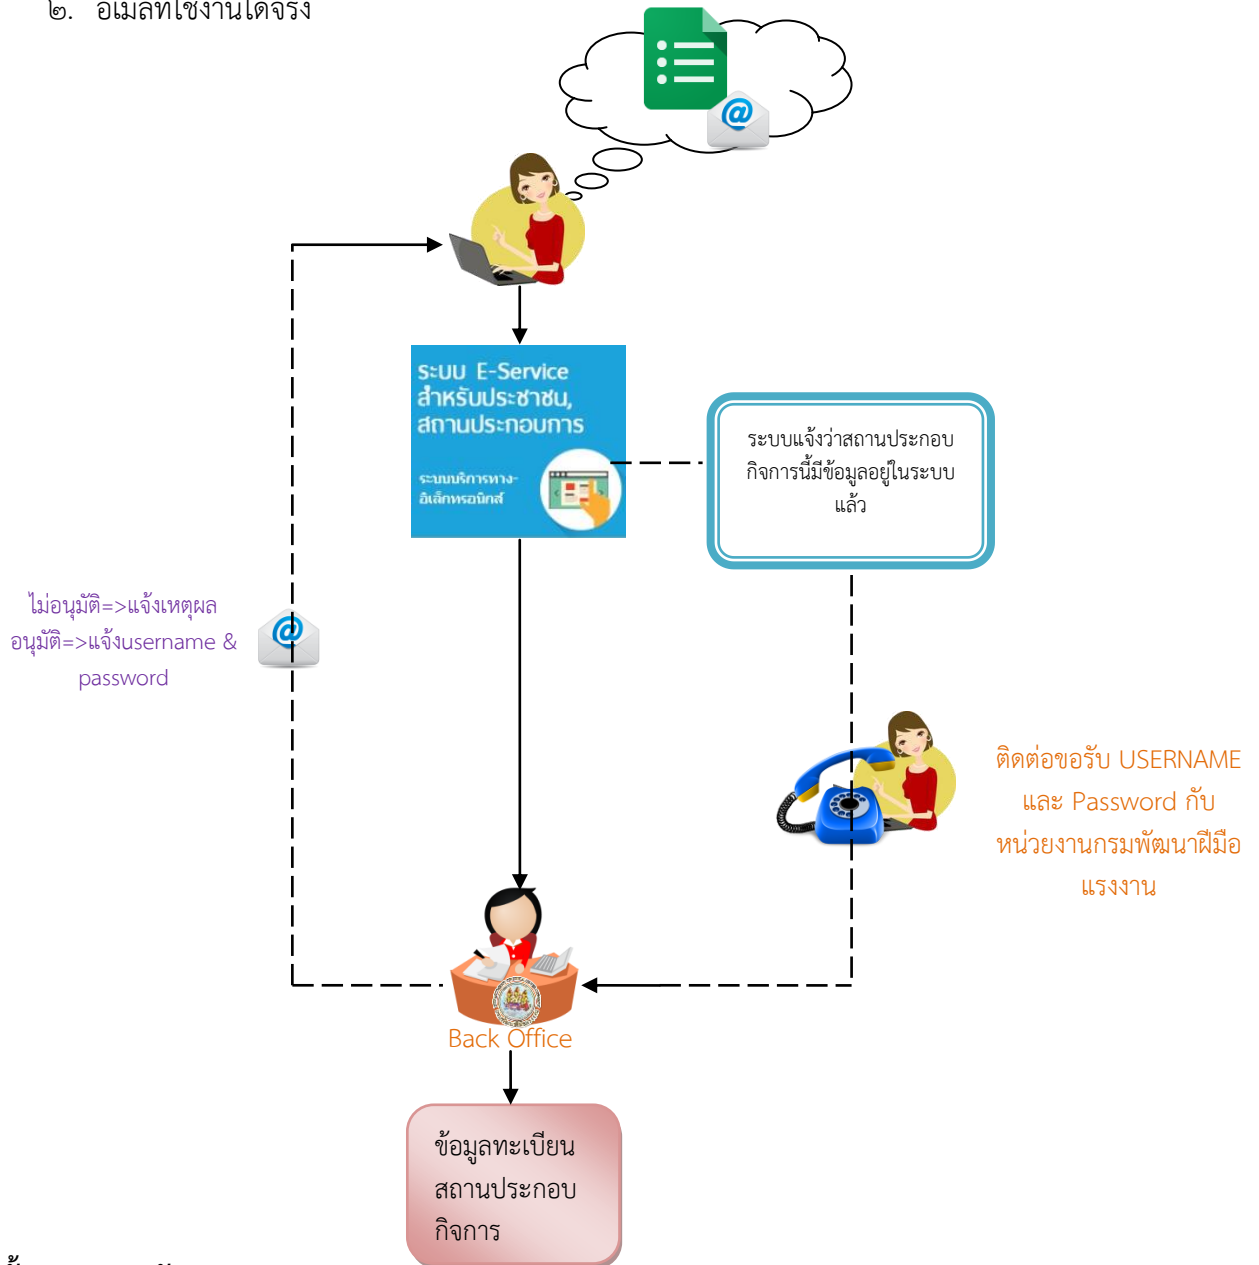 ๒. อีเมลที่ใช้งานได้จริง
ระบบ E-Service
สำหรับประชาชน,
สถานประกอบการ
ระบบบริการทาง-
อิเล็กทรอนิกส์
ระบบแจ้งว่าสถานประกอบ
กิจการนี้มีข้อมูลอยู่ในระบบ
แล้ว
ไม่อนุมัติ=>แจ้งเหตุผล
อนุมัติ=>แจ้งusername &
password
ติดต่อขอรับ USERNAME
และ Password กับ
หน่วยงานกรมพัฒนาฝีมือ
แรงงาน
Back Office
ข้อมูลทะเบียน
สถานประกอบ
กิจการ